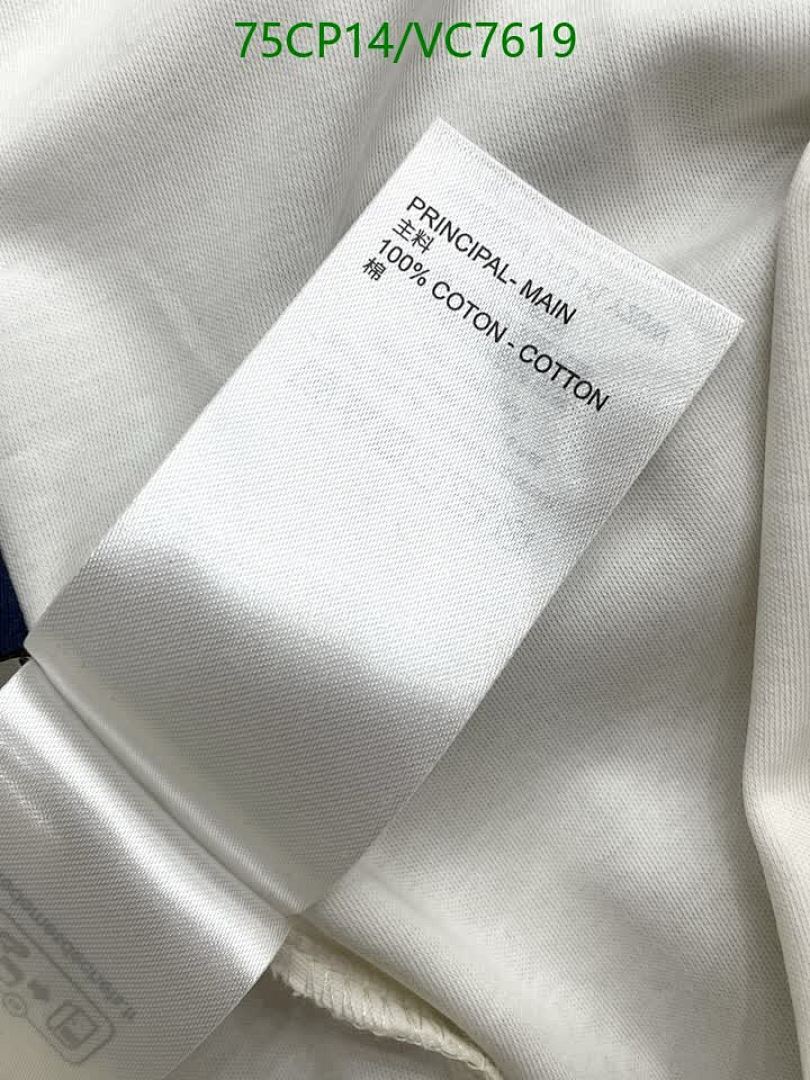 75CP14/VC7619
PRINCIPAL- MAIN
主料
100% COTON - COTTON
棉